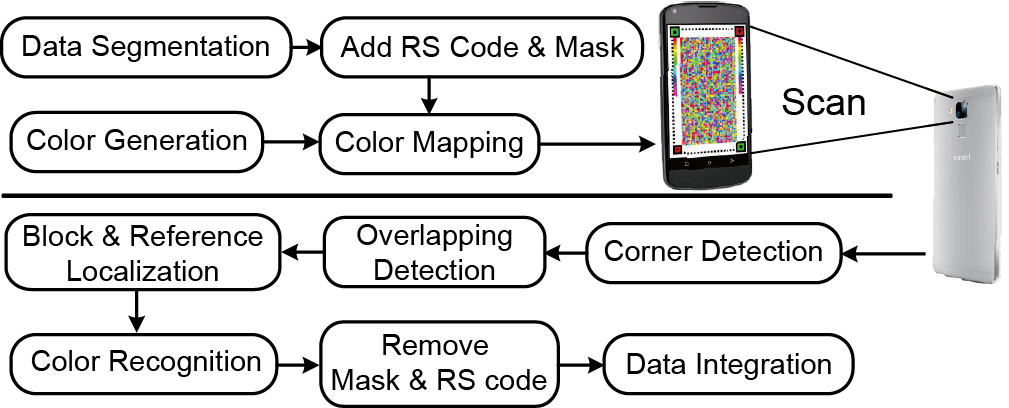 Data Segmentation
Add RS Code & Mask
Scan
Color Generation
Color Mapping
honor
Block & Reference
Localization
Overlapping
Detection
Corner Detection
Color Recognition
Remove
Mask & RS code
Data Integration